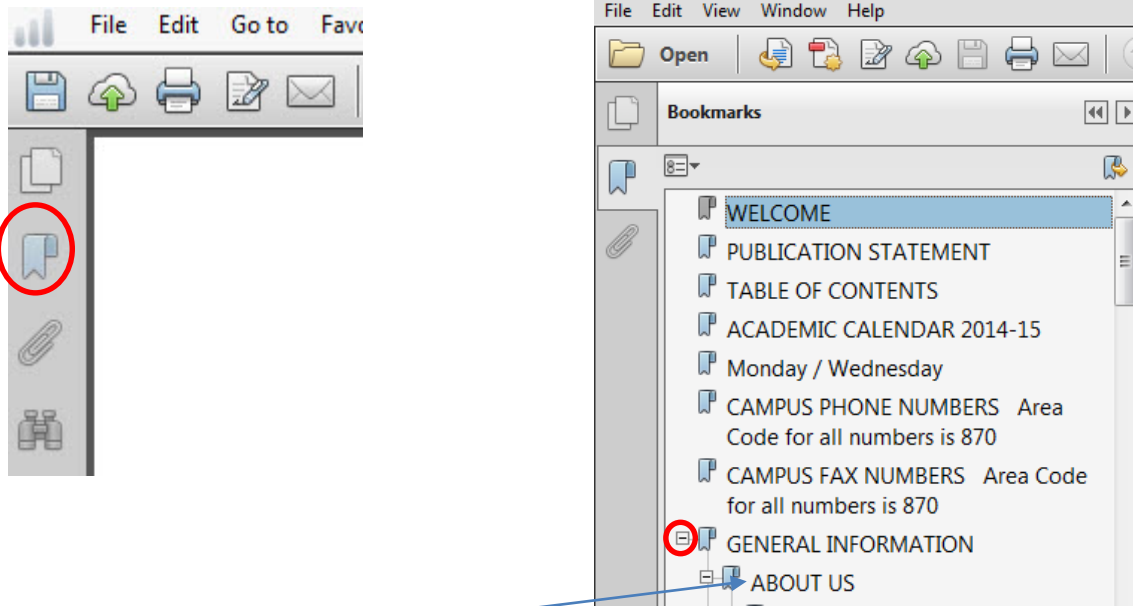 File Edit Go to
File Edit View Window Help
Open
Bookmarks
WELCOME
PUBLICATION STATEMENT
TABLE OF CONTENTS
ACADEMIC CALENDAR 2014-15
Monday / Wednesday
CAMPUS PHONE NUMBERS Area
Code for all numbers is 870
CAMPUS FAX NUMBERS Area Code
for all numbers is 870
GENERAL INFORMATION
ABOUT US